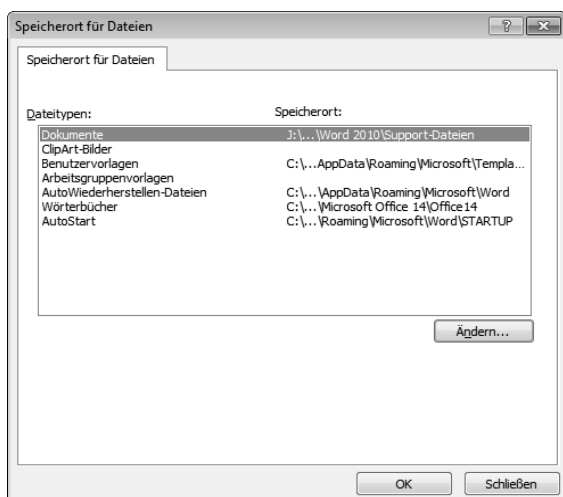 Speicherort für Dateien
Speicherort für Dateien
Dateitypen: Speicherort:
Dokumente J:\...\Word 2010\Support-Dateien
ClipArt-Bilder
Benutzervorlagen C:\...AppData\Roaming\Microsoft\Templa...
Arbeitsgruppenvorlagen
AutoWiederherstellen-Dateien C:\...\AppData\Roaming\Microsoft\Word
Wörterbücher C:\...\Microsoft Office 14\Office14
AutoStart C:\...\Roaming\Microsoft\Word\STARTUP
Ändern...
OK Schließen